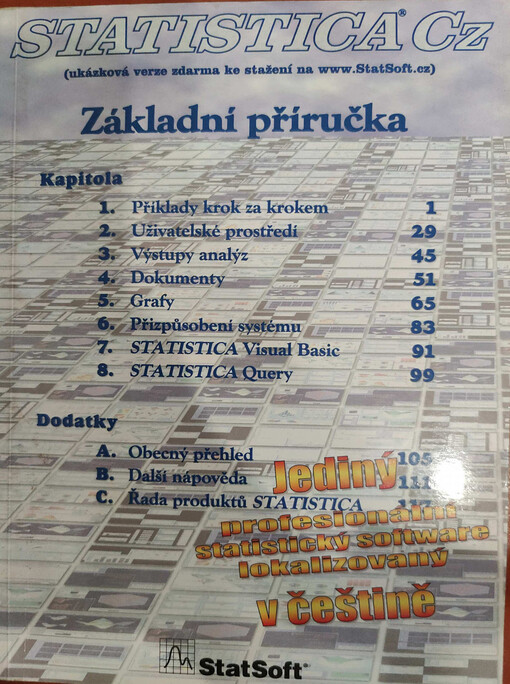 STATISTICA® Cz
(ukázková verze zdarma ke stažení na www.StatSoft.cz)
Základní příručka
Kapitola
1. Příklady krok za krokem 1
2. Uživatelské prostředí 29
3. Výstupy analýz 45
4. Dokumenty 51
5. Grafy 65
6. Přizpůsobení systému 83
7. STATISTICA Visual Basic 91
8. STATISTICA Query 99
Dodatky
A. Obecný přehled 105
B. Další nápověda 111
C. Řada produktů STATISTICA 117
Jediný
profesionální
statistický software
lokalizovaný
v češtině
StatSoft®